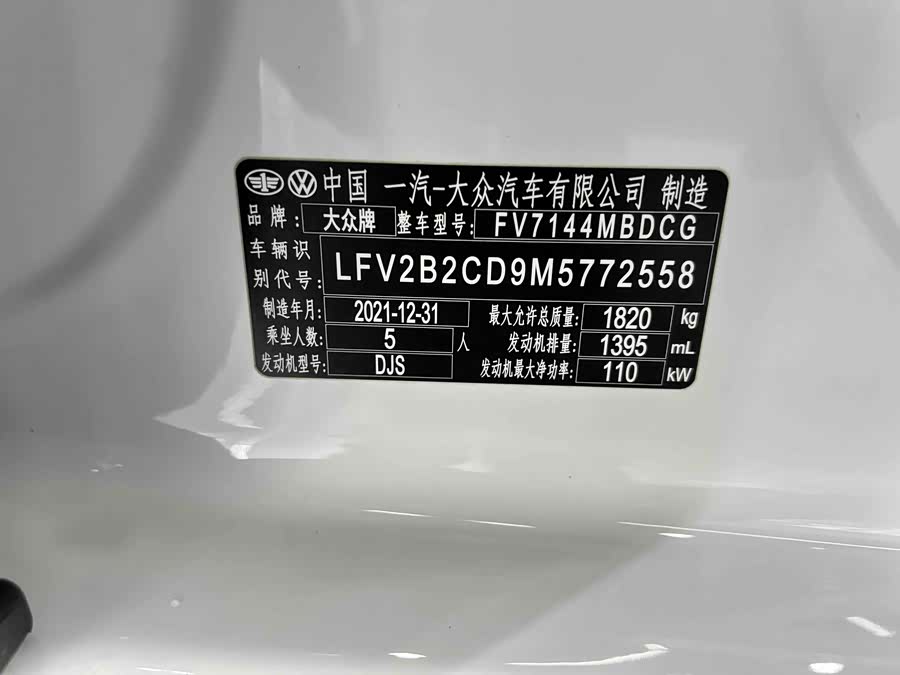 中国 一汽-大众汽车有限公司 制造
品牌: 大众牌 整车型号: FV7144MBDCG
车辆识别代号: LFV2B2CD9M5772558
制造年月: 2021-12-31 最大允许总质量: 1820 kg
乘坐人数: 5 人 发动机排量: 1395 mL
发动机型号: DJS 发动机最大净功率: 110 kW